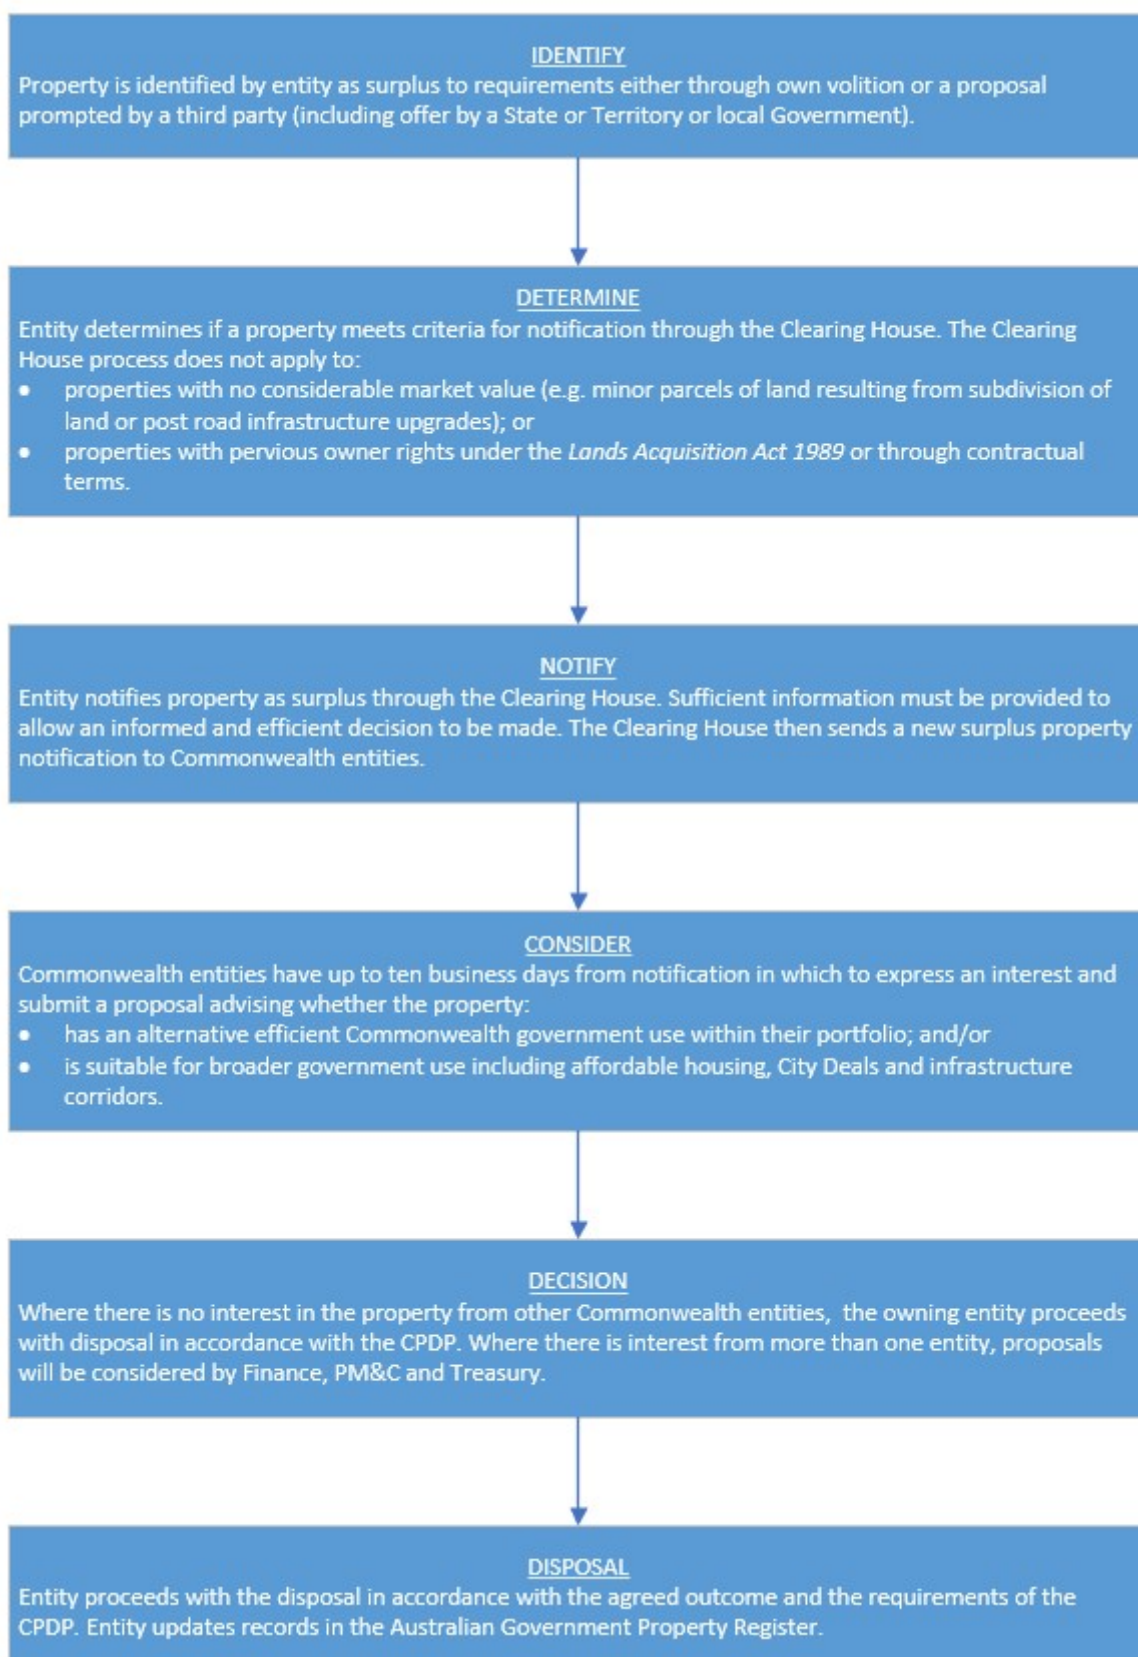 IDENTIFY
Property is identified by entity as surplus to requirements either through own volition or a proposal
prompted by a third party (including offer by a State or Territory or local Government).
DETERMINE
Entity determines if a property meets criteria for notification through the Clearing House. The Clearing
House process does not apply to:
• properties with no considerable market value (e.g. minor parcels of land resulting from subdivision of
land or post road infrastructure upgrades); or
• properties with pervious owner rights under the Lands Acquisition Act 1989 or through contractual
terms.
NOTIFY
Entity notifies property as surplus through the Clearing House. Sufficient information must be provided to
allow an informed and efficient decision to be made. The Clearing House then sends a new surplus property
notification to Commonwealth entities.
CONSIDER
Commonwealth entities have up to ten business days from notification in which to express an interest and
submit a proposal advising whether the property:
• has an alternative efficient Commonwealth government use within their portfolio; and/or
• is suitable for broader government use including affordable housing, City Deals and infrastructure
corridors.
DECISION
Where there is no interest in the property from other Commonwealth entities, the owning entity proceeds
with disposal in accordance with the CPDP. Where there is interest from more than one entity, proposals
will be considered by Finance, PM&C and Treasury.
DISPOSAL
Entity proceeds with the disposal in accordance with the agreed outcome and the requirements of the
CPDP. Entity updates records in the Australian Government Property Register.